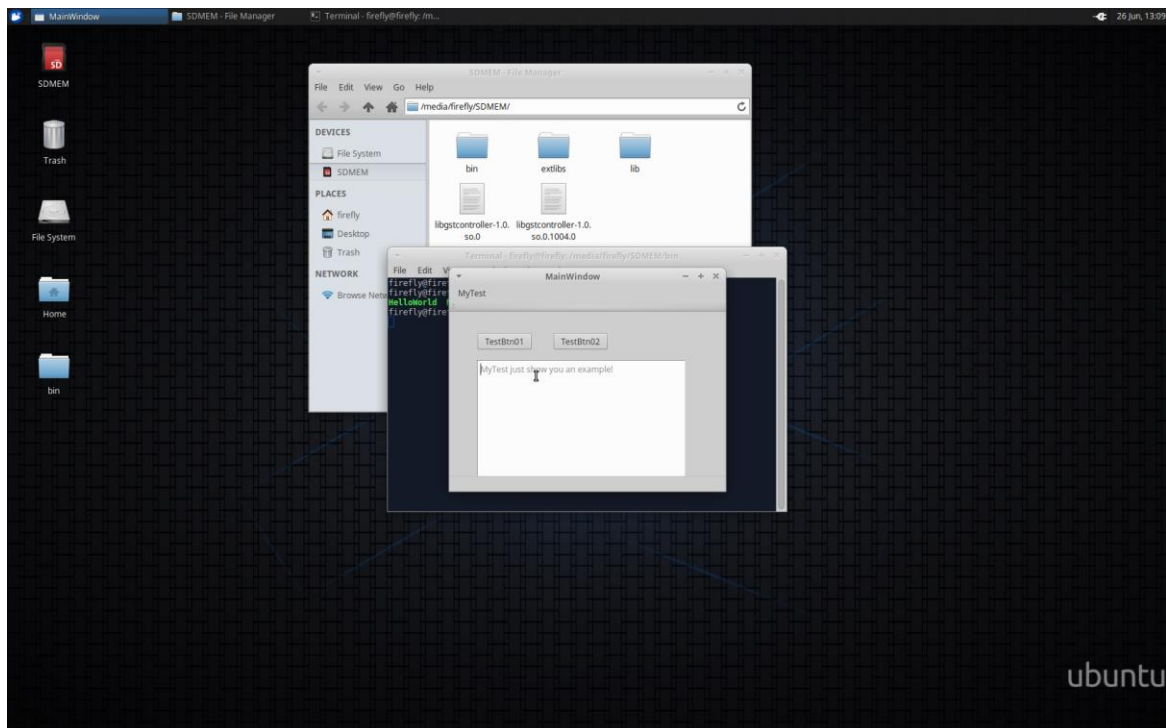 MainWindow SDMEM - File Manager Terminal - firefly@firefly: /m... 26 Jun, 13:09
SD
SDMEM
Trash
File System
Home
bin
SDMEM - File Manager
File Edit View Go Help
/media/firefly/SDMEM/
DEVICES
File System
SDMEM
PLACES
firefly
Desktop
Trash
NETWORK
Browse Netw
bin extlibs lib
libgstcontroller-1.0. libgstcontroller-1.0.
so.0 so.0.1004.0
Terminal - firefly@firefly: /media/firefly/SDMEM/bin
File Edit V
firefly@fire
firefly@fire
HelloWorld
firefly@fire
MainWindow
MyTest
TestBtn01 TestBtn02
MyTest just show you an example!
ubuntu